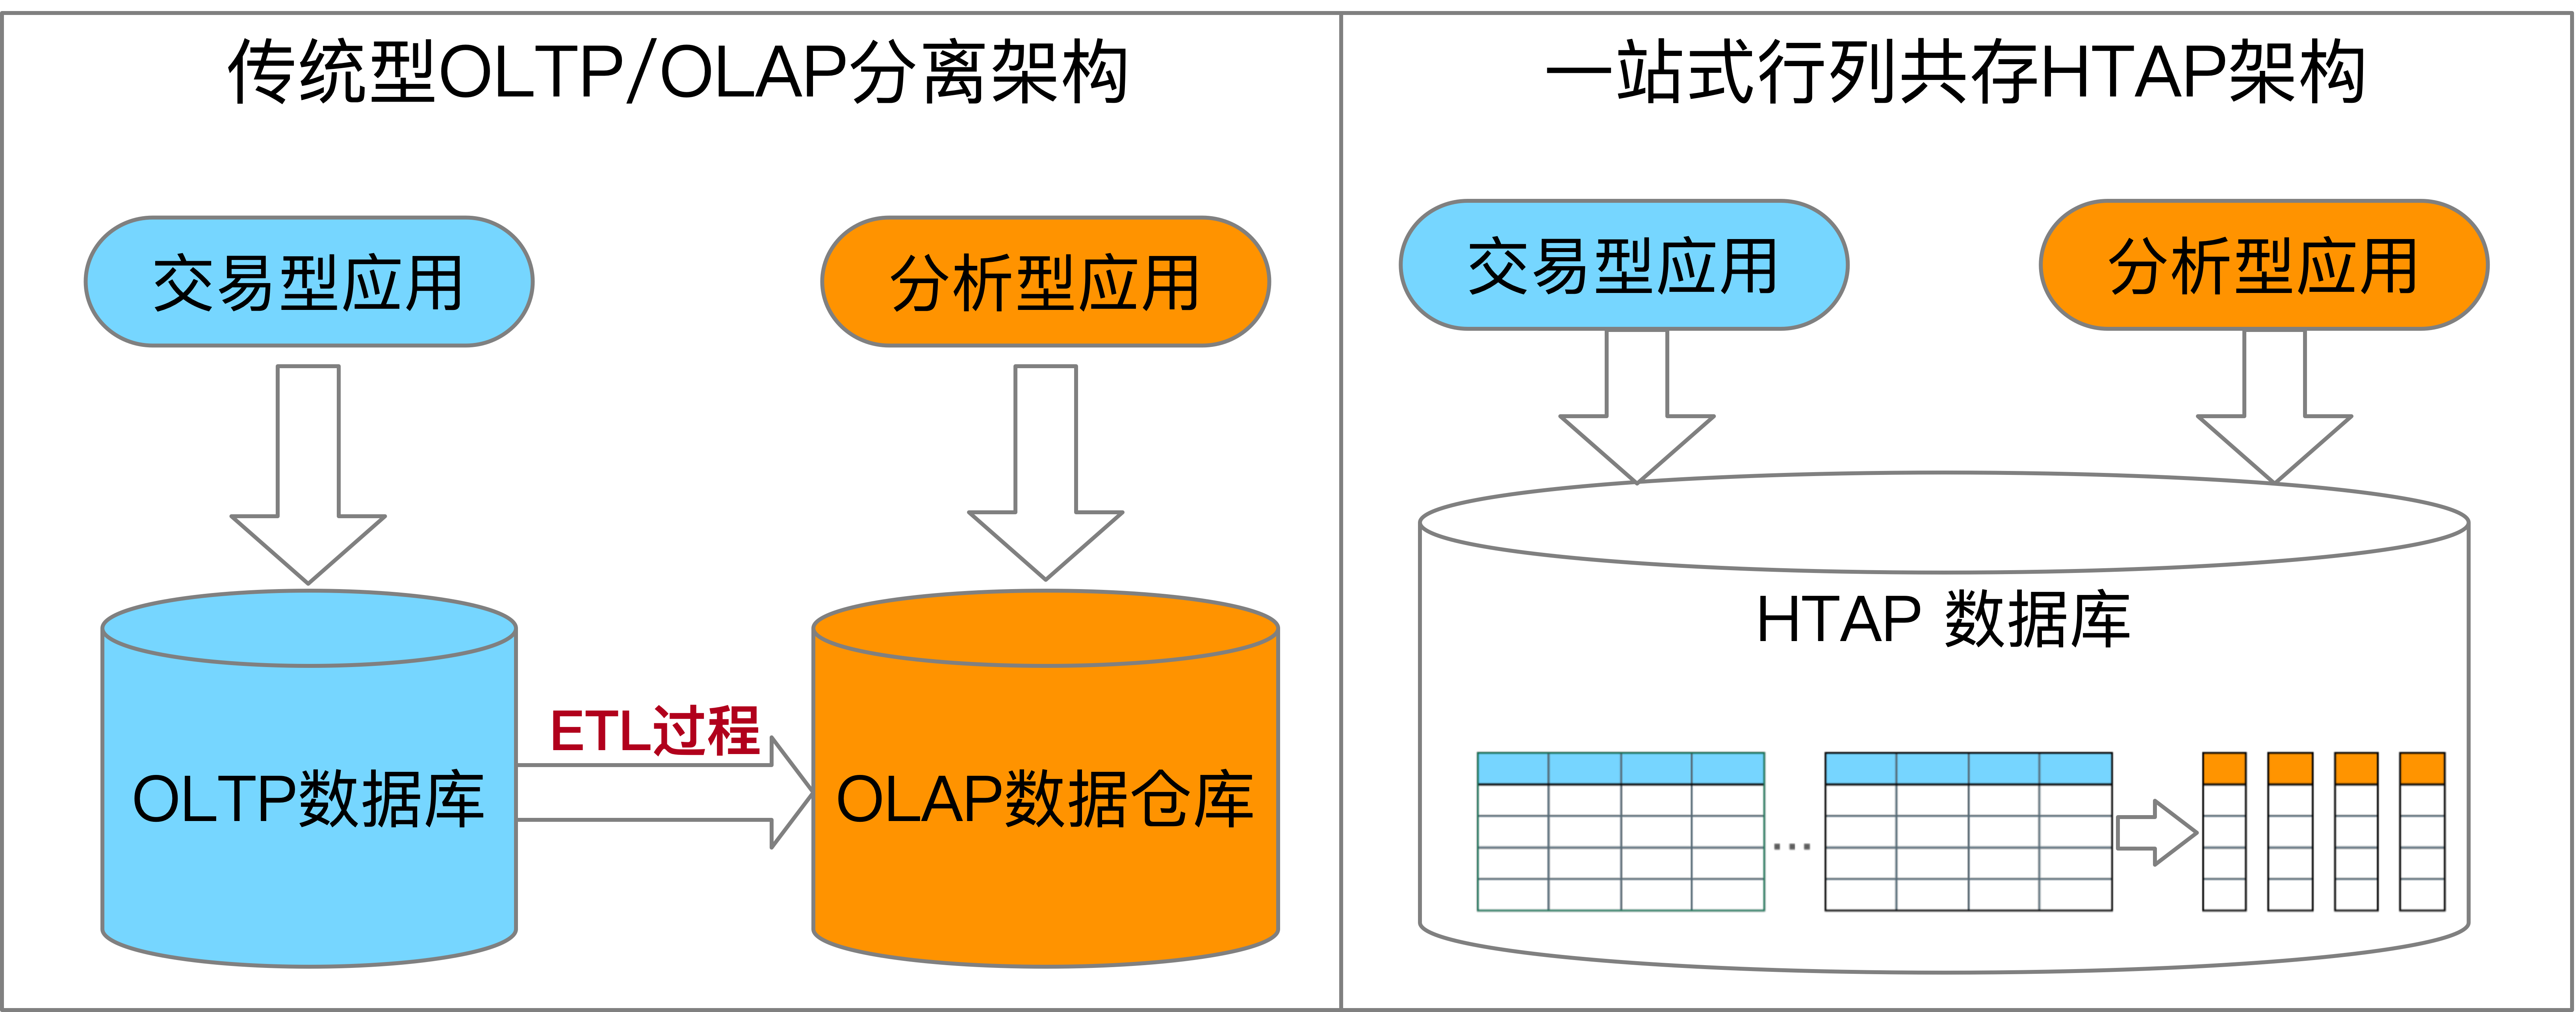 传统型OLTP/OLAP分离架构
交易型应用
分析型应用
ETL过程
OLTP数据库
OLAP数据仓库
一站式行列共存HTAP架构
交易型应用
分析型应用
HTAP 数据库
...